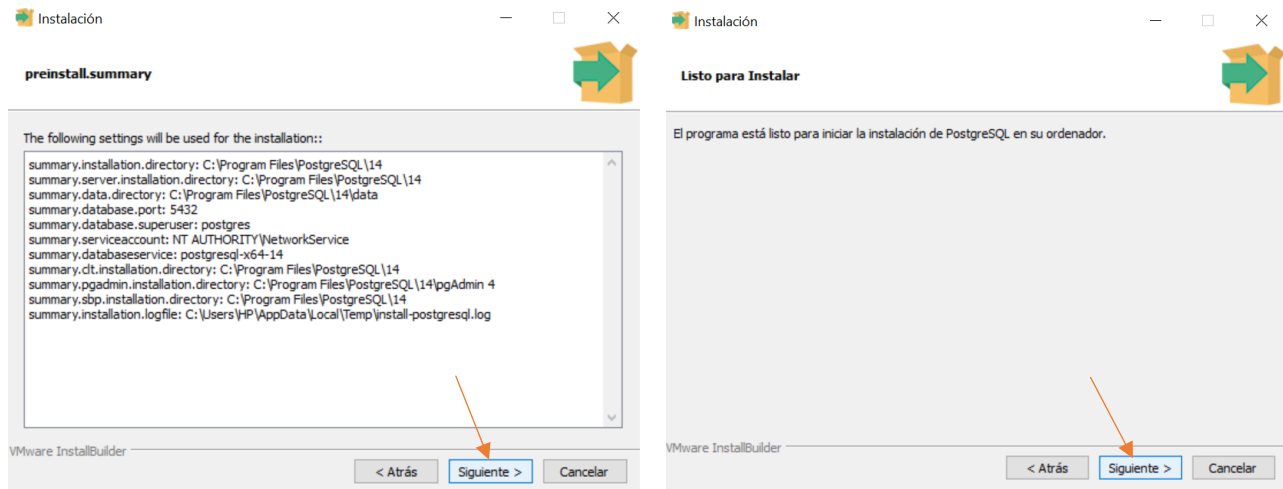 Instalación
preinstall.summary
The following settings will be used for the installation::
summary.installation.directory: C:\Program Files\PostgreSQL\14
summary.server.installation.directory: C:\Program Files\PostgreSQL\14
summary.data.directory: C:\Program Files\PostgreSQL\14\data
summary.database.port: 5432
summary.database.superuser: postgres
summary.serviceaccount: NT AUTHORITY\NetworkService
summary.databaseservice: postgresql-x64-14
summary.clt.installation.directory: C:\Program Files\PostgreSQL\14
summary.pgadmin.installation.directory: C:\Program Files\PostgreSQL\14\pgAdmin 4
summary.sbp.installation.directory: C:\Program Files\PostgreSQL\14
summary.installation.logfile: C:\Users\HP\AppData\Local\Temp\install-postgresql.log
VMware InstallBuilder
< Atrás Siguiente > Cancelar
Instalación
Listo para Instalar
El programa está listo para iniciar la instalación de PostgreSQL en su ordenador.
VMware InstallBuilder
< Atrás Siguiente > Cancelar